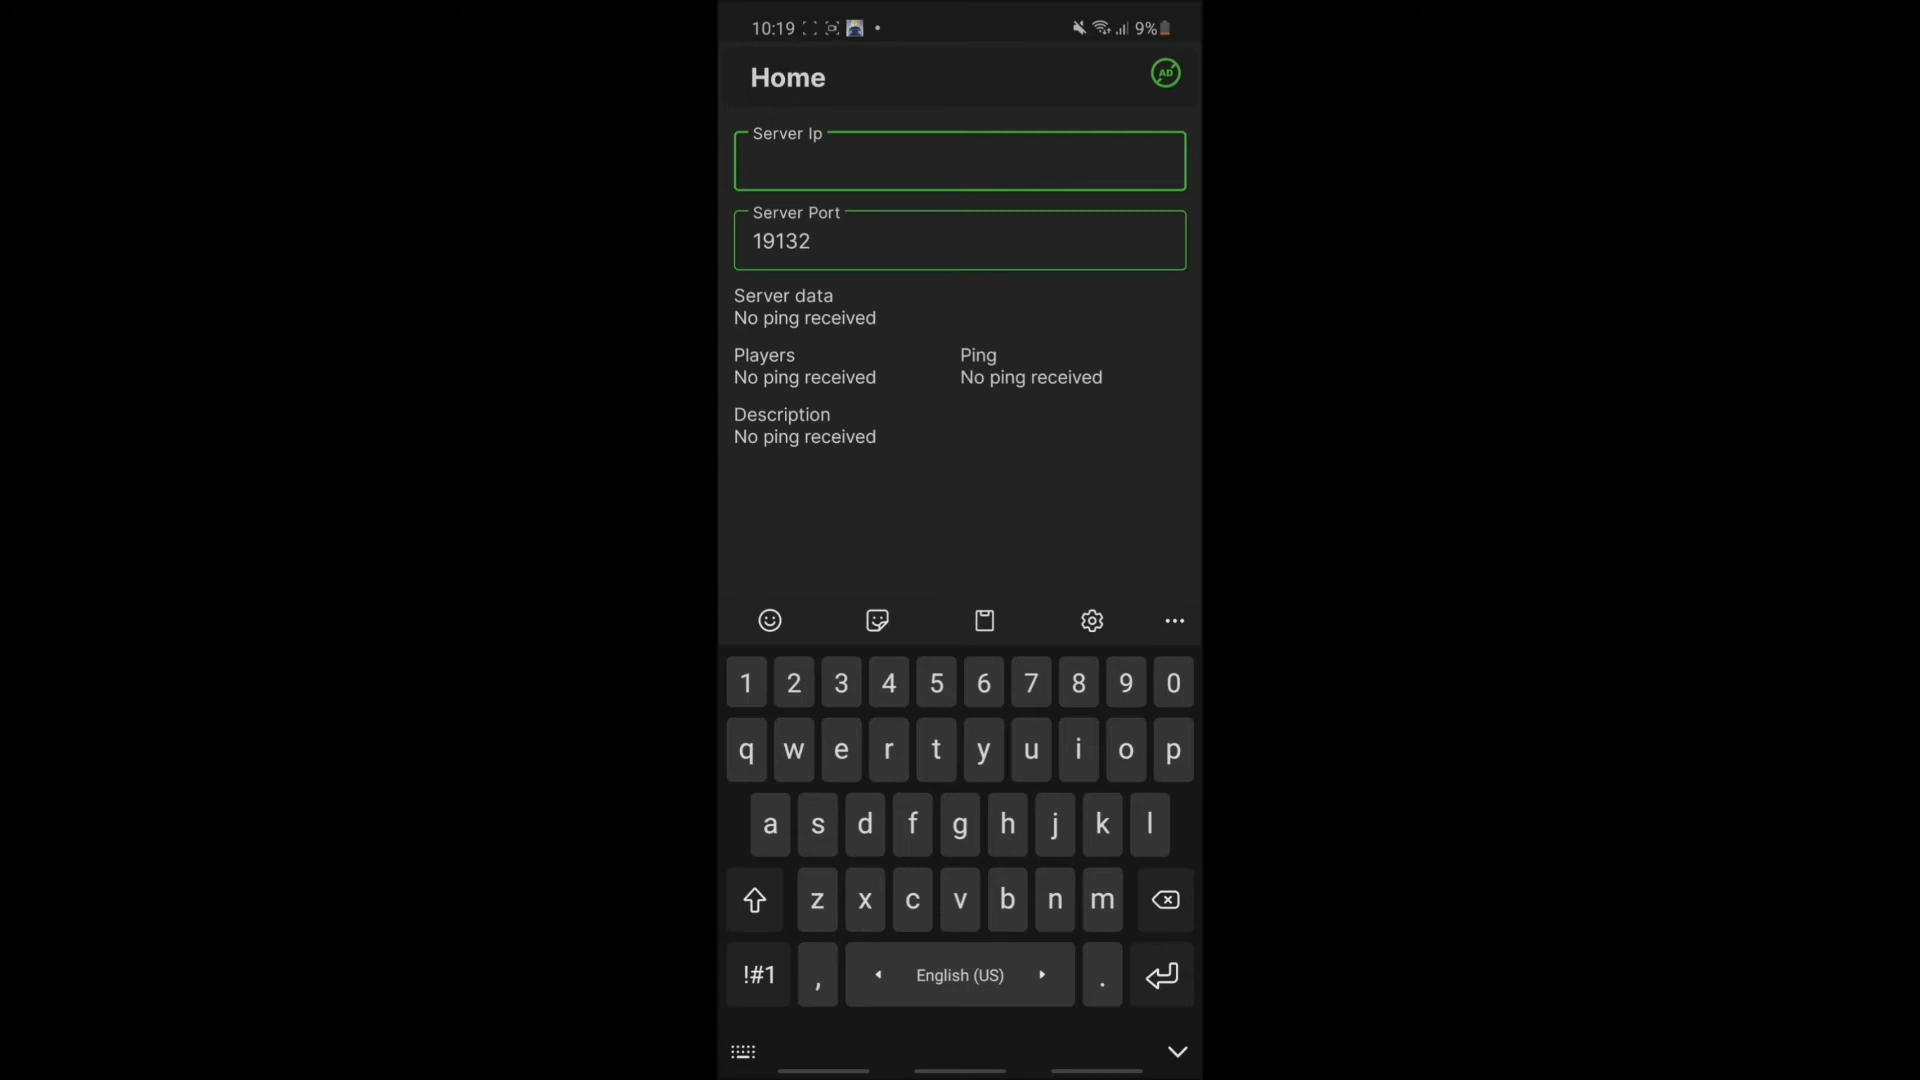 10:19
9%
Home
AD
Server Ip
Server Port
19132
Server data
No ping received
Players
Ping
No ping received
No ping received
Description
No ping received
1 2 3 4 5 6 7 8 9 0
q w e r t y u i o p
a s d f g h j k l
z x c v b n m
!#1 , English (US) .